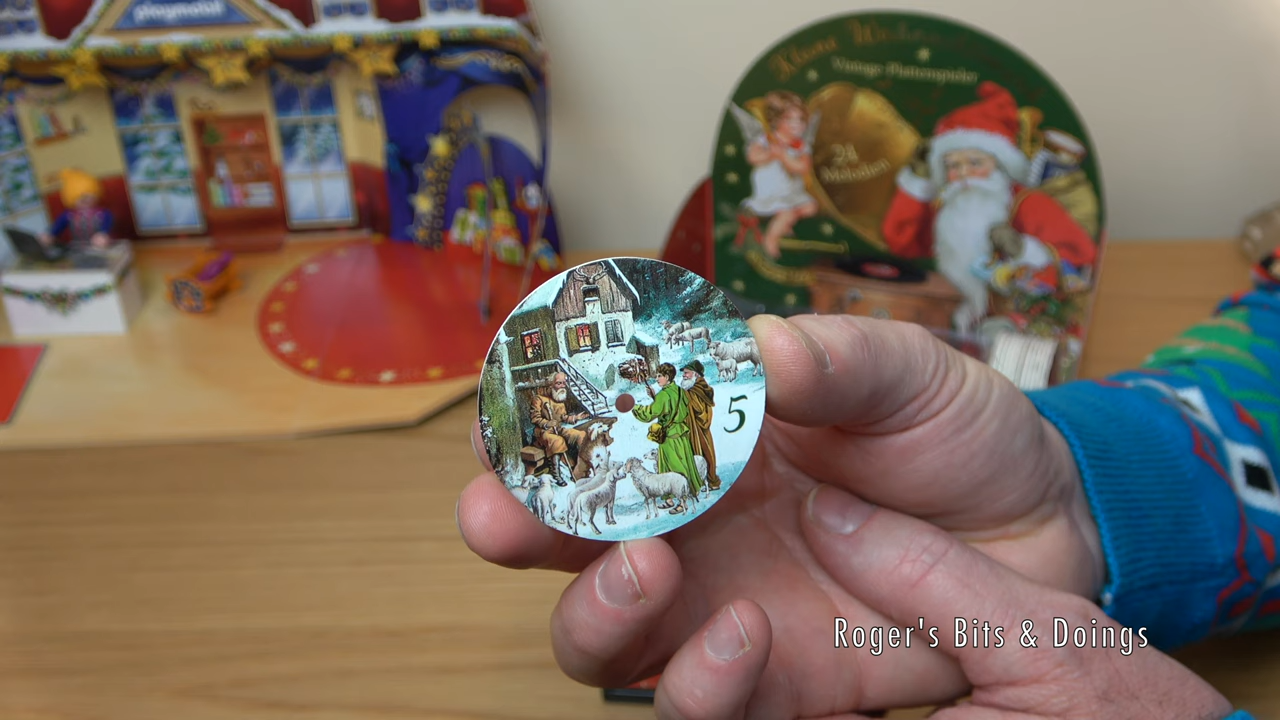 playmobil
Vintage-Plattenspieler
24
Melodien
5
Roger's Bits & Doings